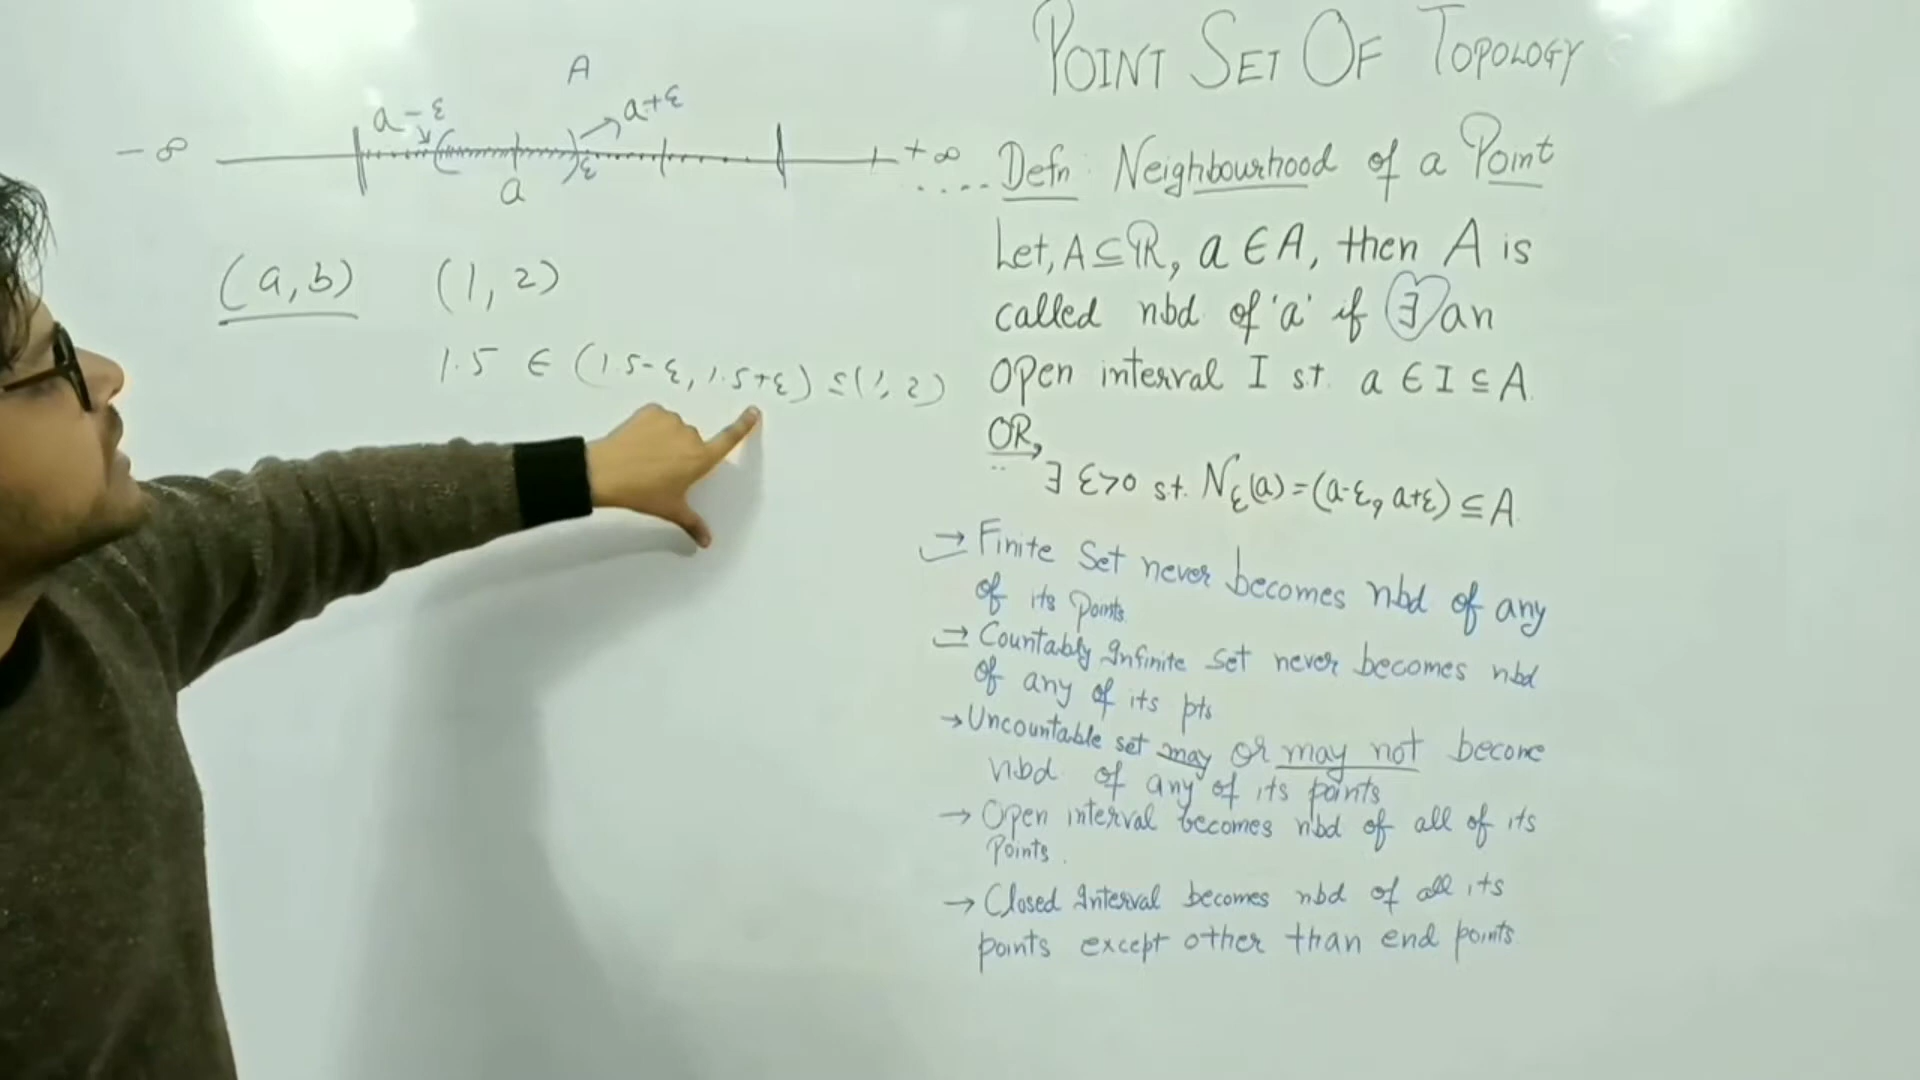 A
a-ε
a+ε
-∞
+∞
ε
a
(a,b) (1,2)
1.5 ∈ (1.5-ε, 1.5+ε) ⊆ (1,2)
POINT SET OF TOPOLOGY
Defn: Neighbourhood of a Point
Let, A ⊆ ℝ, a ∈ A, then A is
called nbd of 'a' if ∃ an
open interval I s.t. a ∈ I ⊆ A.
OR,
∃ ε>0 s.t. Nε(a) = (a-ε, a+ε) ⊆ A.
→ Finite Set never becomes nbd of any
of its Points.
→ Countably Infinite Set never becomes nbd
of any of its pts
→ Uncountable set may or may not become
nbd. of any of its points
→ Open interval becomes nbd of all of its
Points.
→ Closed Interval becomes nbd of all its
points except other than end points.